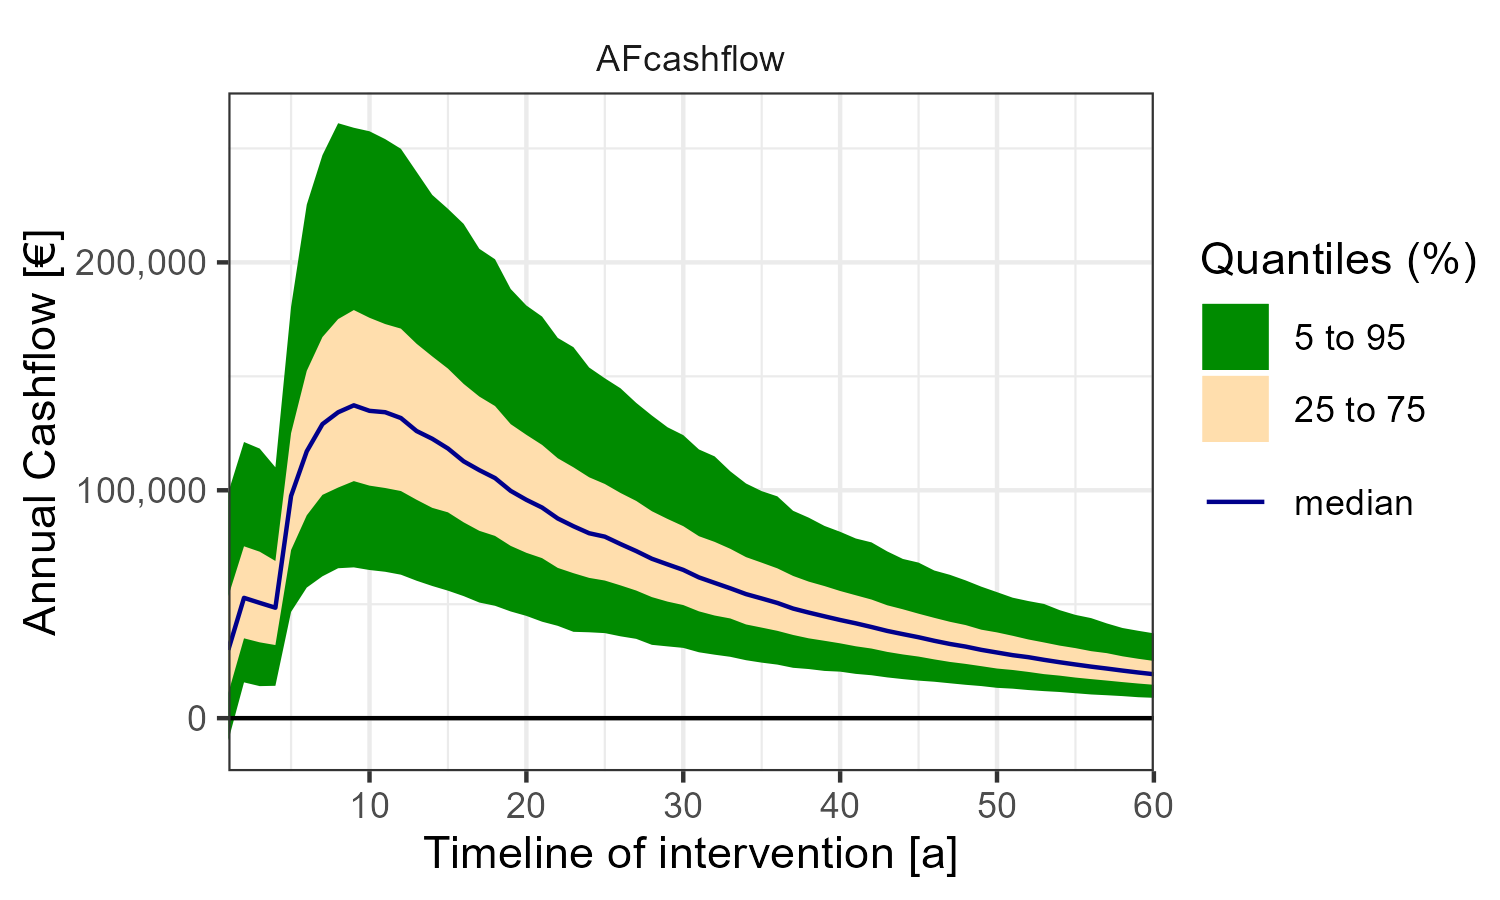 AFcashflow
Annual Cashflow [€]
200,000
100,000
0
10 20 30 40 50 60
Timeline of intervention [a]
Quantiles (%)
5 to 95
25 to 75
median